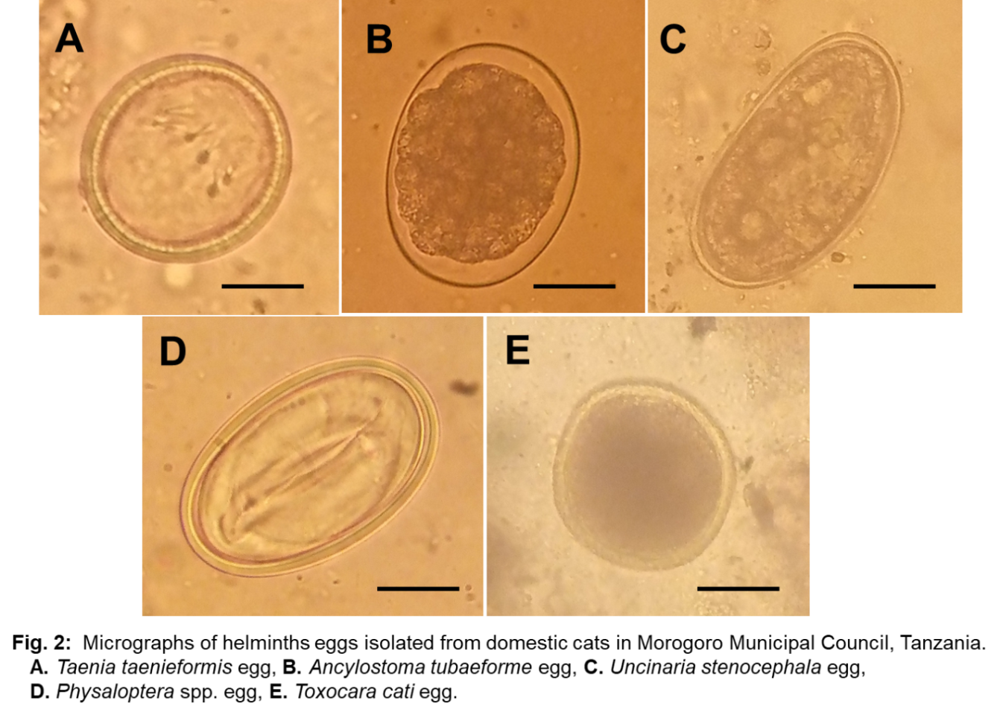 A
B
C
D
E
Fig. 2: Micrographs of helminths eggs isolated from domestic cats in Morogoro Municipal Council, Tanzania.
A. Taenia taenieformis egg, B. Ancylostoma tubaeforme egg, C. Uncinaria stenocephala egg,
D. Physaloptera spp. egg, E. Toxocara cati egg.